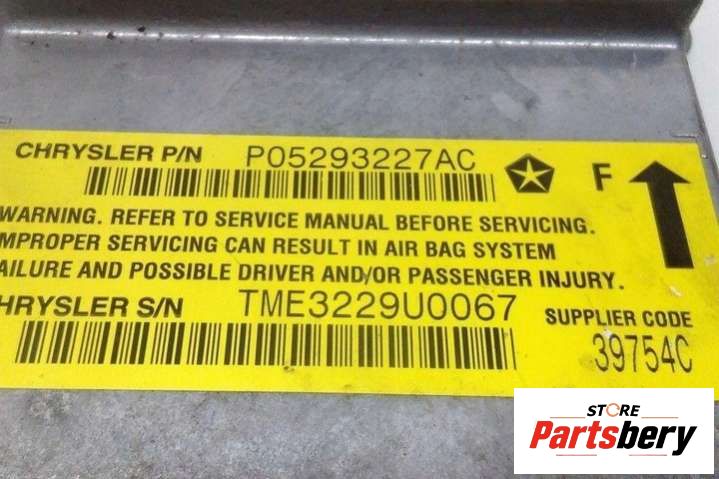 CHRYSLER P/N P05293227AC
F
WARNING. REFER TO SERVICE MANUAL BEFORE SERVICING.
MPROPER SERVICING CAN RESULT IN AIR BAG SYSTEM
AILURE AND POSSIBLE DRIVER AND/OR PASSENGER INJURY.
HRYSLER S/N TME3229U0067
SUPPLIER CODE
39754C
STORE
Partsbery